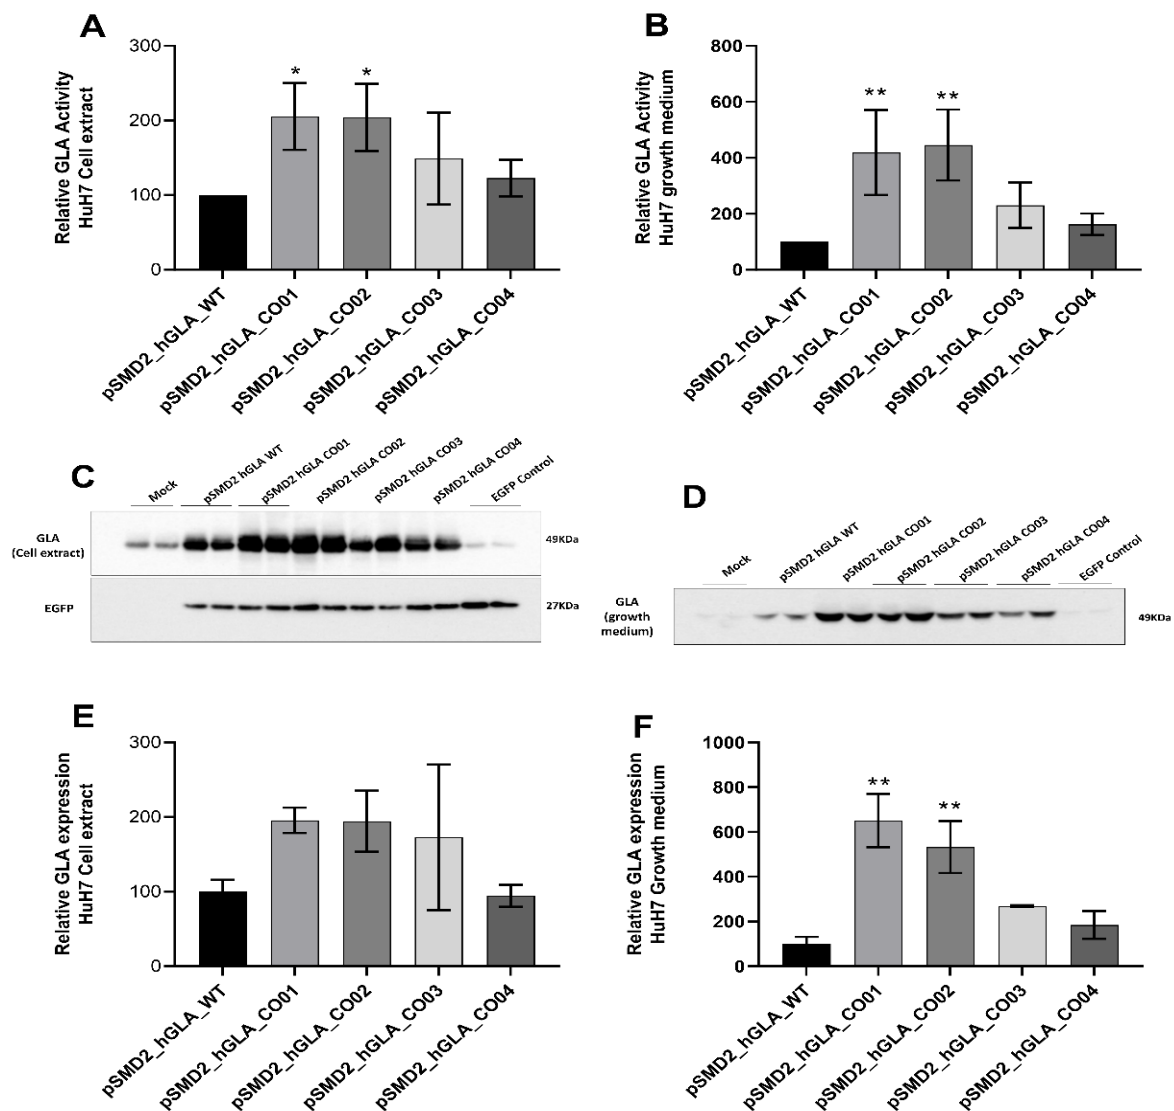 A
Relative GLA Activity
HuH7 Cell extract
300
200
100
0
*
*
pSMD2_hGLA_WT
pSMD2_hGLA_CO01
pSMD2_hGLA_CO02
pSMD2_hGLA_CO03
pSMD2_hGLA_CO04
B
Relative GLA Activity
HuH7 growth medium
800
600
400
200
0
**
**
pSMD2_hGLA_WT
pSMD2_hGLA_CO01
pSMD2_hGLA_CO02
pSMD2_hGLA_CO03
pSMD2_hGLA_CO04
C
Mock
pSMD2 hGLA WT
pSMD2 hGLA CO01
pSMD2 hGLA CO02
pSMD2 hGLA CO03
pSMD2 hGLA CO04
EGFP Control
GLA
(Cell extract)
49KDa
EGFP
27KDa
D
Mock
pSMD2 hGLA WT
pSMD2 hGLA CO01
pSMD2 hGLA CO02
pSMD2 hGLA CO03
pSMD2 hGLA CO04
EGFP Control
GLA
(growth
medium)
49KDa
E
Relative GLA expression
HuH7 Cell extract
300
200
100
0
pSMD2_hGLA_WT
pSMD2_hGLA_CO01
pSMD2_hGLA_CO02
pSMD2_hGLA_CO03
pSMD2_hGLA_CO04
F
Relative GLA expression
HuH7 Growth medium
1000
800
600
400
200
0
**
**
pSMD2_hGLA_WT
pSMD2_hGLA_CO01
pSMD2_hGLA_CO02
pSMD2_hGLA_CO03
pSMD2_hGLA_CO04